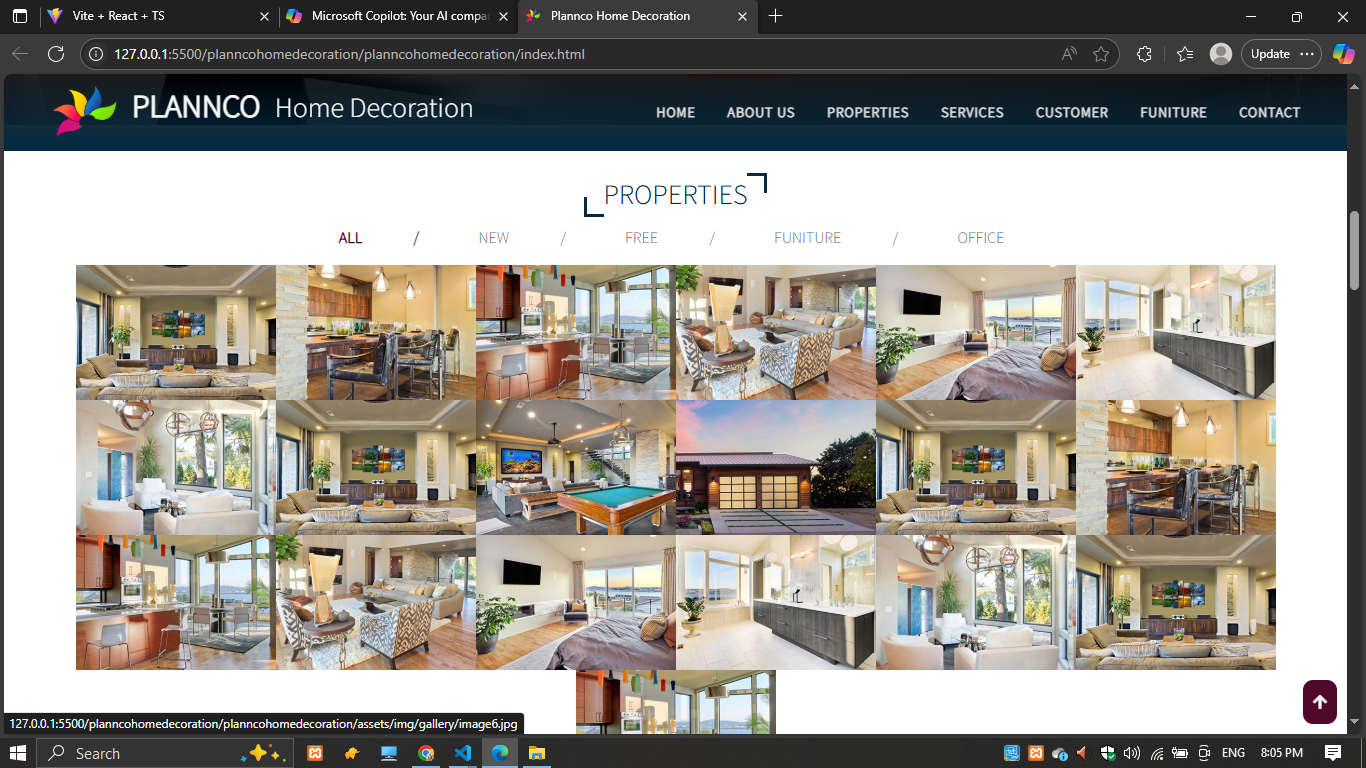 Vite + React + TS
Microsoft Copilot: Your AI compa
Plannco Home Decoration
127.0.0.1:5500/planncohomedecoration/planncohomedecoration/index.html
Update
PLANNCO Home Decoration
HOME ABOUT US PROPERTIES SERVICES CUSTOMER FUNITURE CONTACT
PROPERTIES
ALL / NEW / FREE / FUNITURE / OFFICE
127.0.0.1:5500/planncohomedecoration/planncohomedecoration/assets/img/gallery/image6.jpg
Search
ENG 8:05 PM